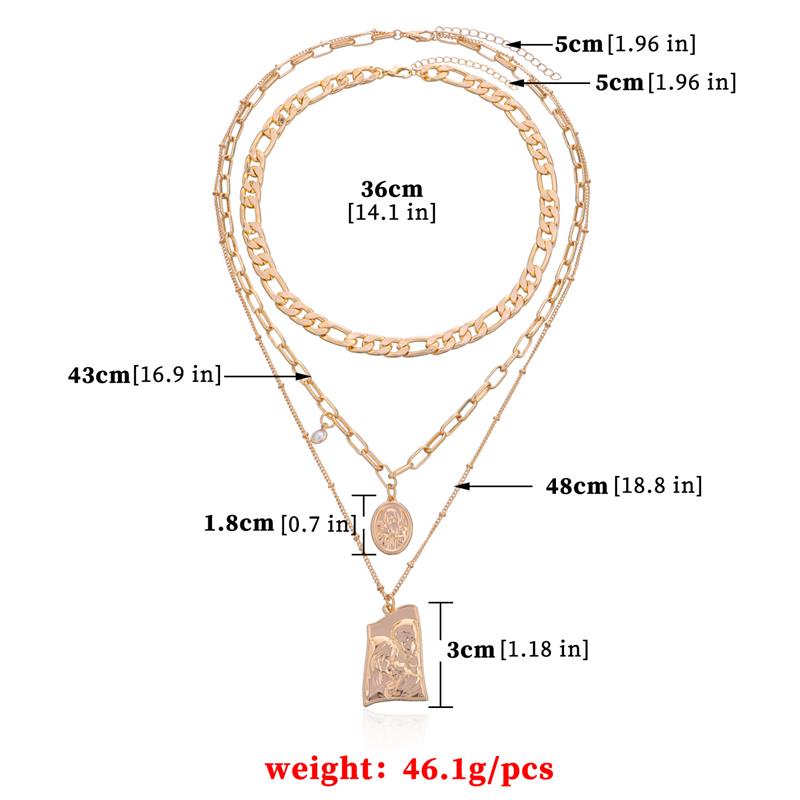 5cm[1.96 in]
5cm[1.96 in]
36cm
[14.1 in]
43cm[16.9 in]
48cm[18.8 in]
1.8cm [0.7 in]
3cm[1.18 in]
weight: 46.1g/pcs